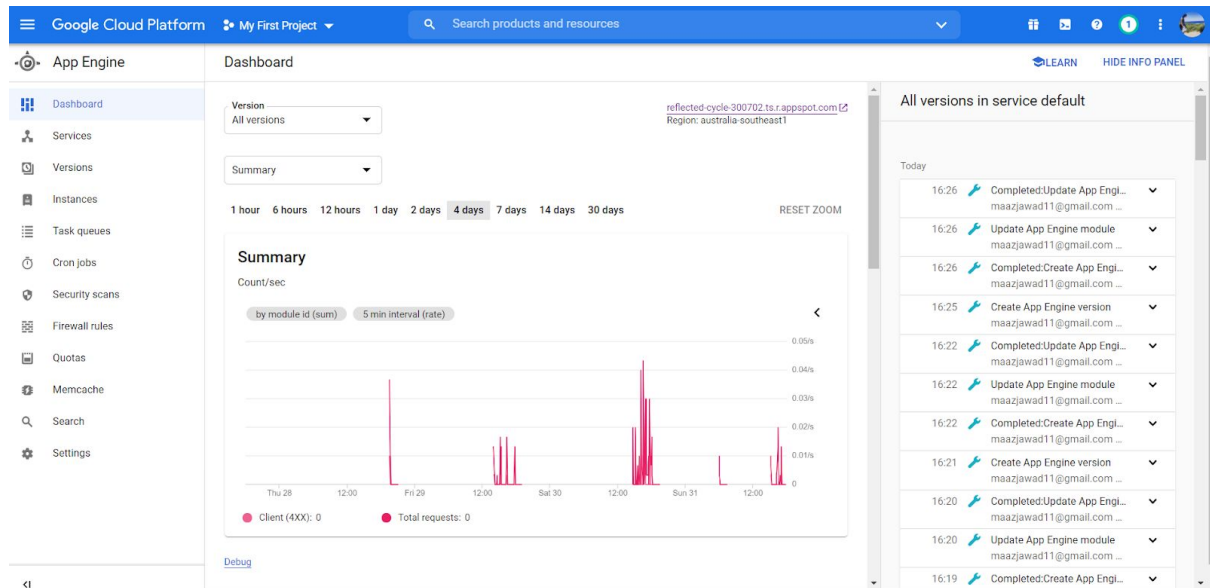 Google Cloud Platform
My First Project
Search products and resources
1
App Engine
Dashboard
LEARN
HIDE INFO PANEL
Dashboard
Services
Versions
Instances
Task queues
Cron jobs
Security scans
Firewall rules
Quotas
Memcache
Search
Settings
Version
All versions
reflected-cycle-300702.ts.r.appspot.com
Region: australia-southeast1
Summary
1 hour 6 hours 12 hours 1 day 2 days 4 days 7 days 14 days 30 days RESET ZOOM
Summary
Count/sec
by module id (sum) 5 min interval (rate)
0.05/s
0.04/s
0.03/s
0.02/s
0.01/s
0
Thu 28 12:00 Fri 29 12:00 Sat 30 12:00 Sun 31 12:00
Client (4XX): 0 Total requests: 0
Debug
All versions in service default
Today
16:26 Completed:Update App Engi...
maazjawad11@gmail.com ...
16:26 Update App Engine module
maazjawad11@gmail.com ...
16:26 Completed:Create App Engi...
maazjawad11@gmail.com ...
16:25 Create App Engine version
maazjawad11@gmail.com ...
16:22 Completed:Update App Engi...
maazjawad11@gmail.com ...
16:22 Update App Engine module
maazjawad11@gmail.com ...
16:22 Completed:Create App Engi...
maazjawad11@gmail.com ...
16:21 Create App Engine version
maazjawad11@gmail.com ...
16:20 Completed:Update App Engi...
maazjawad11@gmail.com ...
16:20 Update App Engine module
maazjawad11@gmail.com ...
16:19 Completed:Create App Engi...